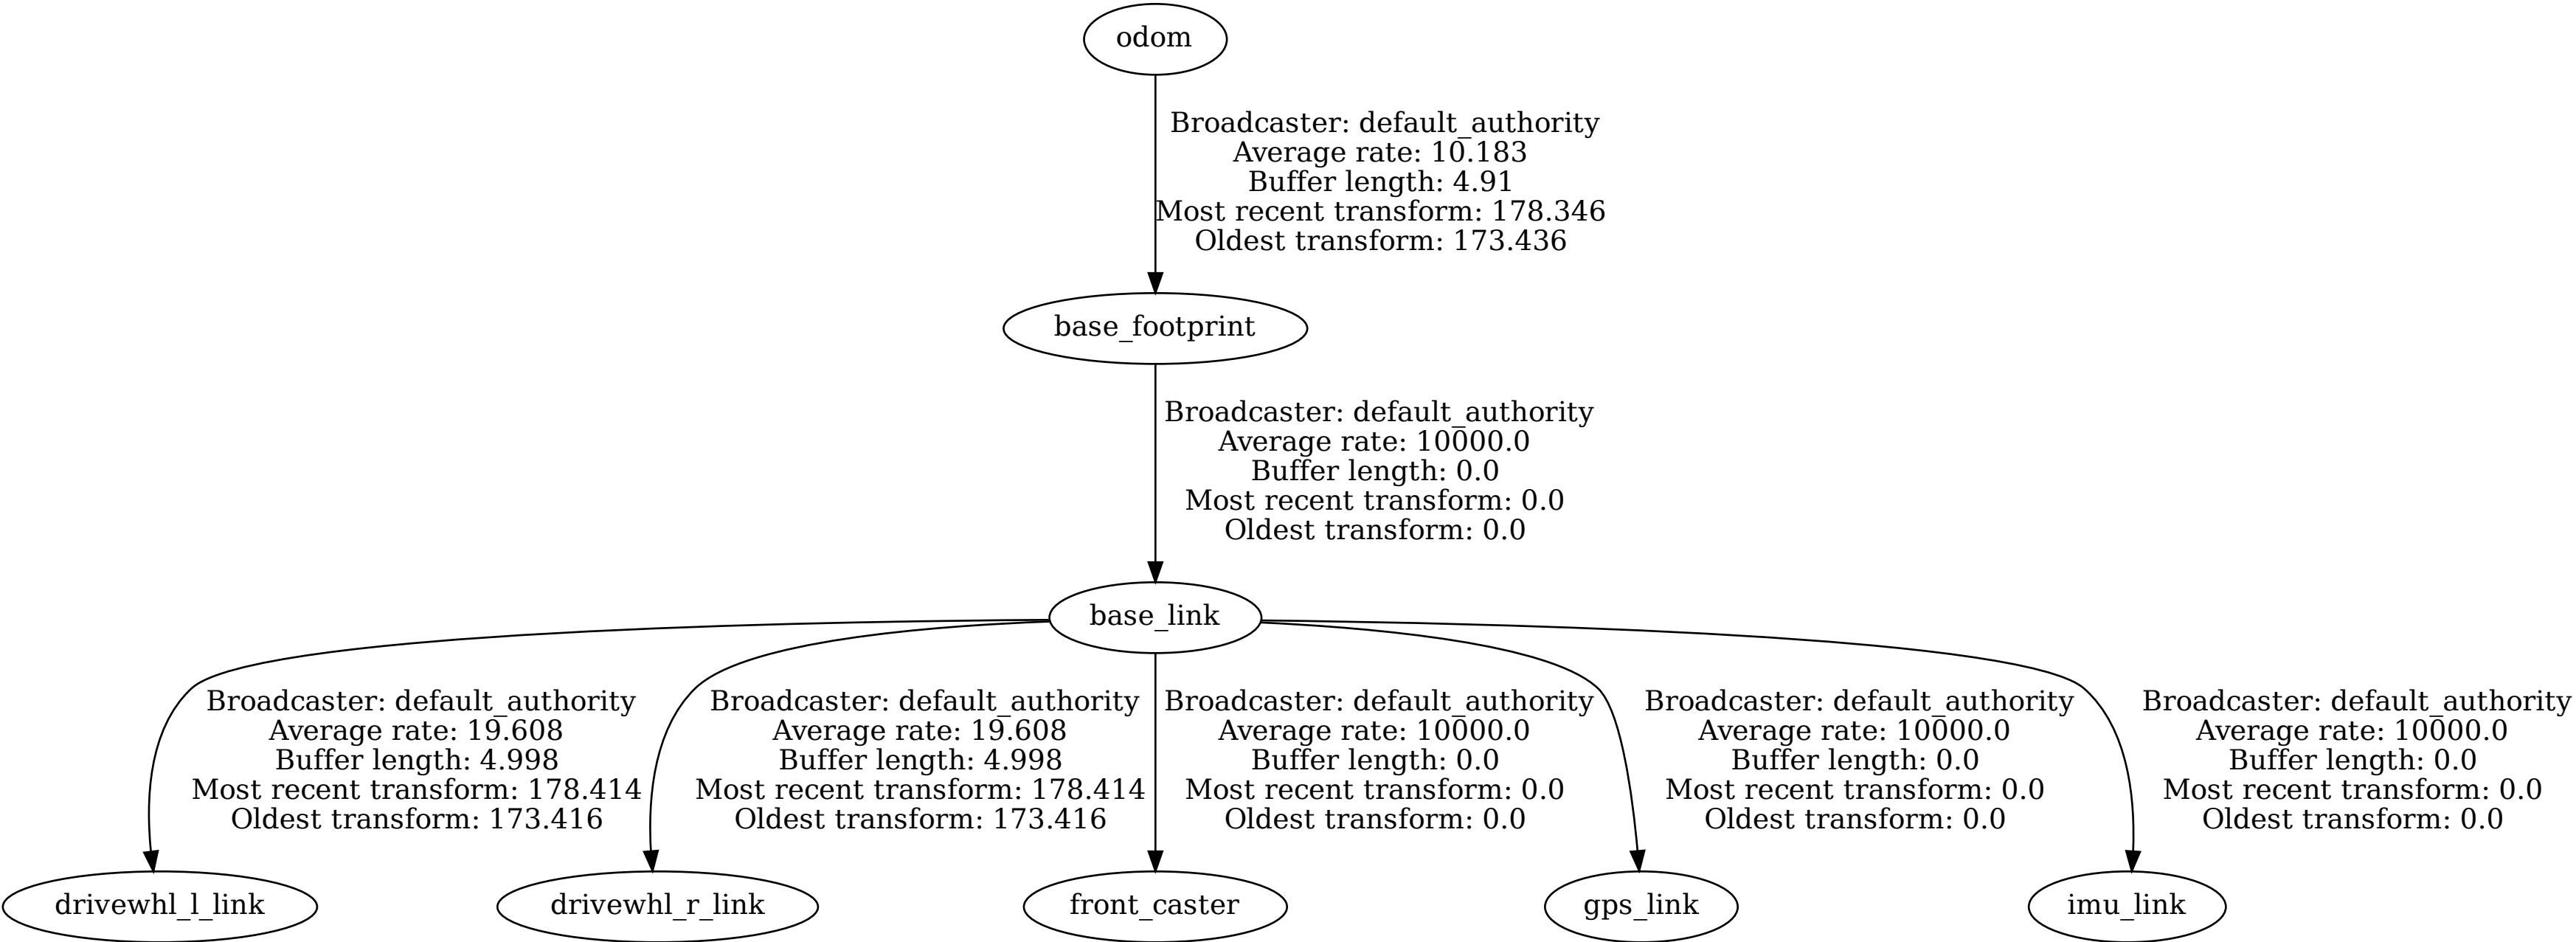 odom
Broadcaster: default_authority
Average rate: 10.183
Buffer length: 4.91
Most recent transform: 178.346
Oldest transform: 173.436
base_footprint
Broadcaster: default_authority
Average rate: 10000.0
Buffer length: 0.0
Most recent transform: 0.0
Oldest transform: 0.0
base_link
Broadcaster: default_authority
Average rate: 19.608
Buffer length: 4.998
Most recent transform: 178.414
Oldest transform: 173.416
Broadcaster: default_authority
Average rate: 19.608
Buffer length: 4.998
Most recent transform: 178.414
Oldest transform: 173.416
Broadcaster: default_authority
Average rate: 10000.0
Buffer length: 0.0
Most recent transform: 0.0
Oldest transform: 0.0
Broadcaster: default_authority
Average rate: 10000.0
Buffer length: 0.0
Most recent transform: 0.0
Oldest transform: 0.0
Broadcaster: default_authority
Average rate: 10000.0
Buffer length: 0.0
Most recent transform: 0.0
Oldest transform: 0.0
drivewhl_l_link
drivewhl_r_link
front_caster
gps_link
imu_link